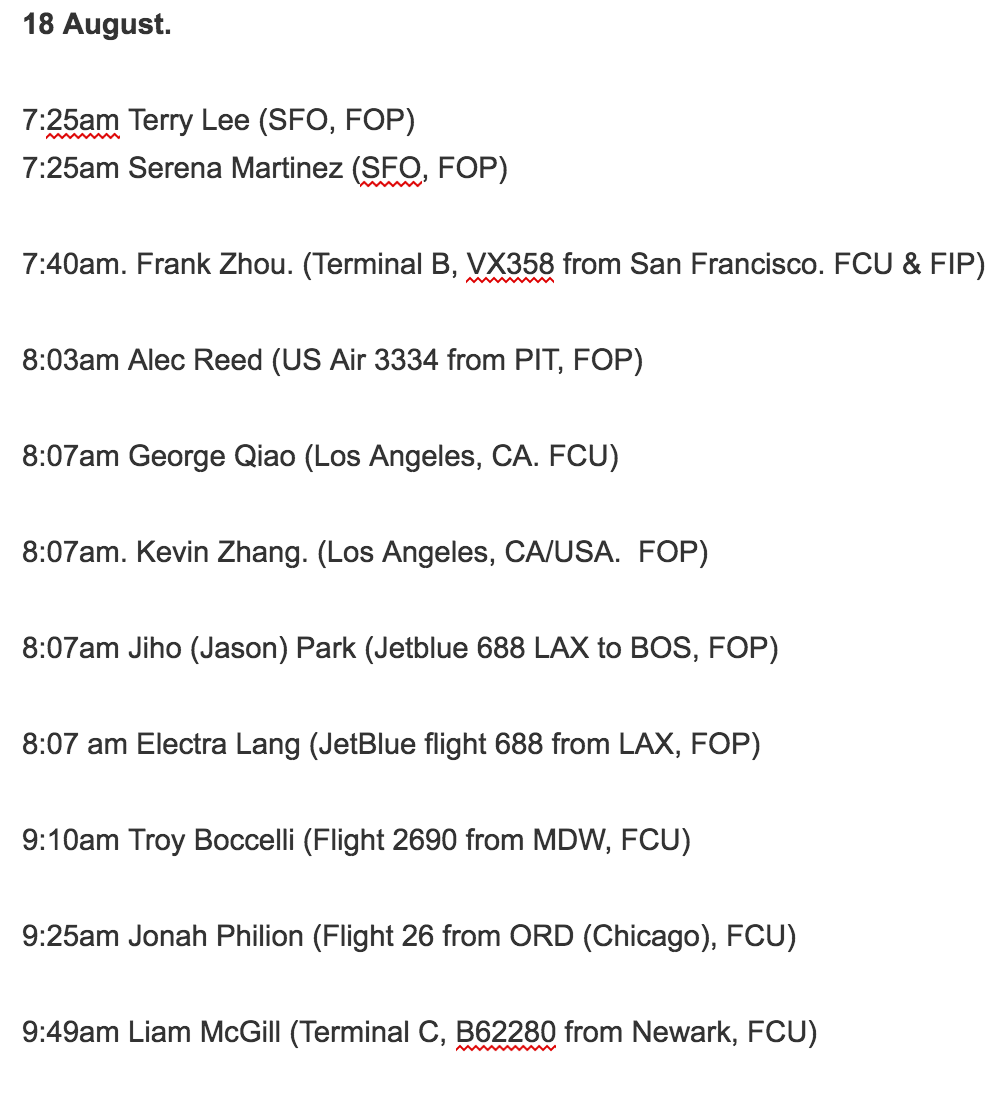 18 August.
7:25am Terry Lee (SFO, FOP)
7:25am Serena Martinez (SFO, FOP)
7:40am. Frank Zhou. (Terminal B, VX358 from San Francisco. FCU & FIP)
8:03am Alec Reed (US Air 3334 from PIT, FOP)
8:07am George Qiao (Los Angeles, CA. FCU)
8:07am. Kevin Zhang. (Los Angeles, CA/USA.  FOP)
8:07am Jiho (Jason) Park (Jetblue 688 LAX to BOS, FOP)
8:07 am Electra Lang (JetBlue flight 688 from LAX, FOP)
9:10am Troy Boccelli (Flight 2690 from MDW, FCU)
9:25am Jonah Philion (Flight 26 from ORD (Chicago), FCU)
9:49am Liam McGill (Terminal C, B62280 from Newark, FCU)